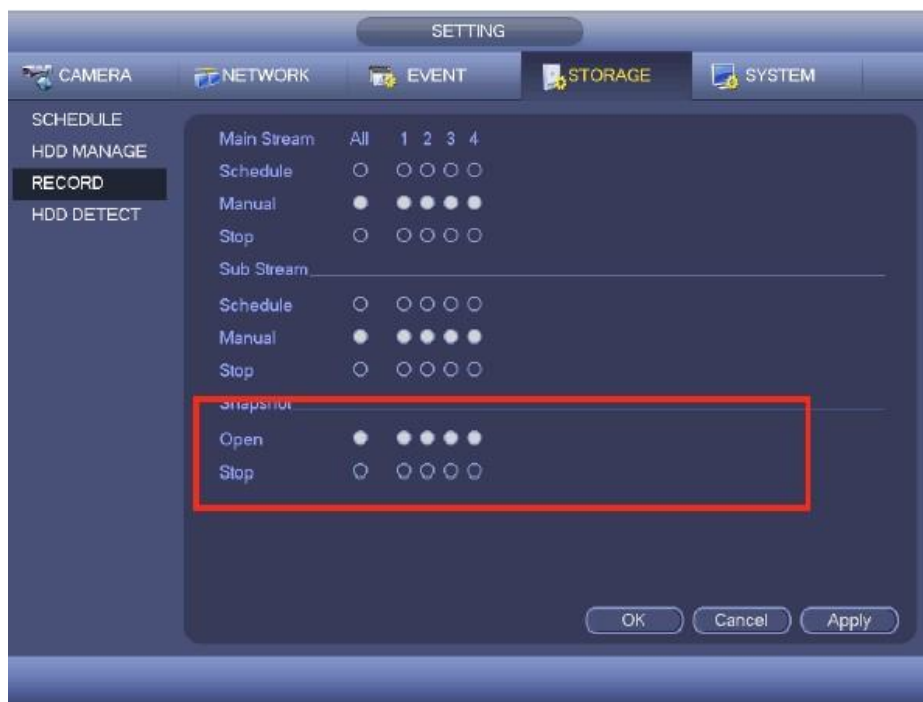 SETTING
CAMERA NETWORK EVENT STORAGE SYSTEM
SCHEDULE
HDD MANAGE
RECORD
HDD DETECT
Main Stream All 1 2 3 4
Schedule
Manual
Stop
Sub Stream
Schedule
Manual
Stop
Snapshot
Open
Stop
OK Cancel Apply